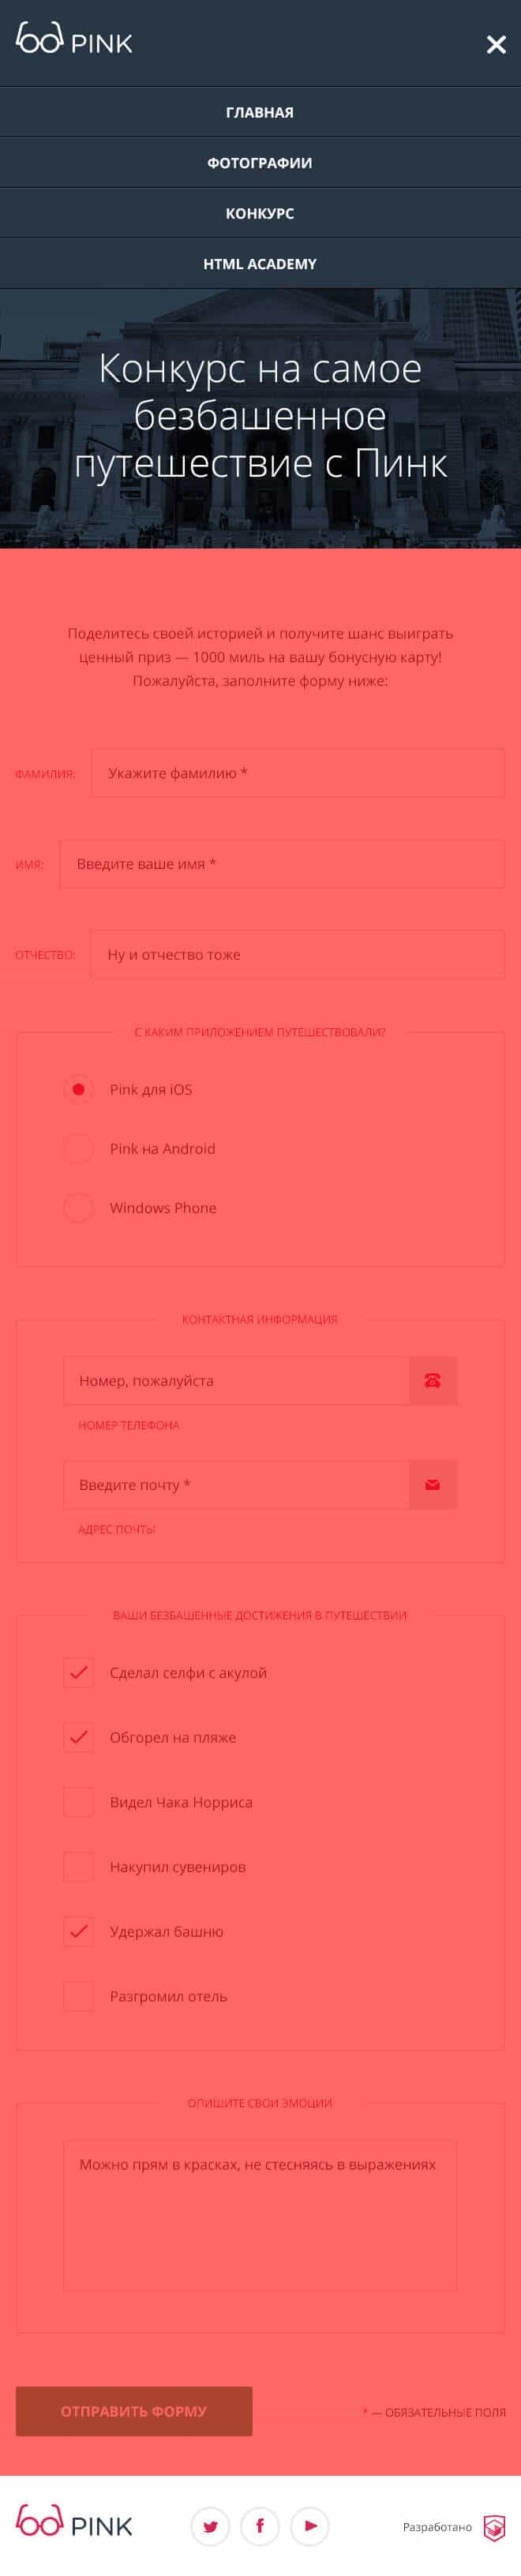 PINK
ГЛАВНАЯ
ФОТОГРАФИИ
КОНКУРС
HTML ACADEMY
Конкурс на самое
безбашенное
путешествие с Пинк
Поделитесь своей историей и получите шанс выиграть
ценный приз — 1000 миль на вашу бонусную карту!
Пожалуйста, заполните форму ниже:
ФАМИЛИЯ: Укажите фамилию *
ИМЯ: Введите ваше имя *
ОТЧЕСТВО: Ну и отчество тоже
С КАКИМ ПРИЛОЖЕНИЕМ ПУТЕШЕСТВОВАЛИ?
Pink для iOS
Pink на Android
Windows Phone
КОНТАКТНАЯ ИНФОРМАЦИЯ
Номер, пожалуйста
НОМЕР ТЕЛЕФОНА
Введите почту *
АДРЕС ПОЧТЫ
ВАШИ БЕЗБАШЕННЫЕ ДОСТИЖЕНИЯ В ПУТЕШЕСТВИИ
Сделал селфи с акулой
Обгорел на пляже
Видел Чака Норриса
Накупил сувениров
Удержал башню
Разгромил отель
ОПИШИТЕ СВОИ ЭМОЦИИ
Можно прям в красках, не стесняясь в выражениях
ОТПРАВИТЬ ФОРМУ
* — ОБЯЗАТЕЛЬНЫЕ ПОЛЯ
PINK
Разработано